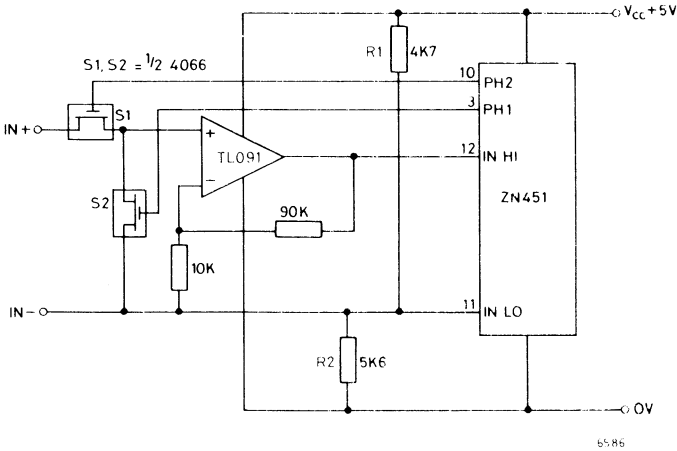 VCC +5V
R1 4K7
S1, S2 = 1/2 4066
10 PH2
3 PH1
IN+
S1
+
TL091
12 IN HI
ZN451
−
S2
90K
10K
IN−
11 IN LO
R2 5K6
0V
6586